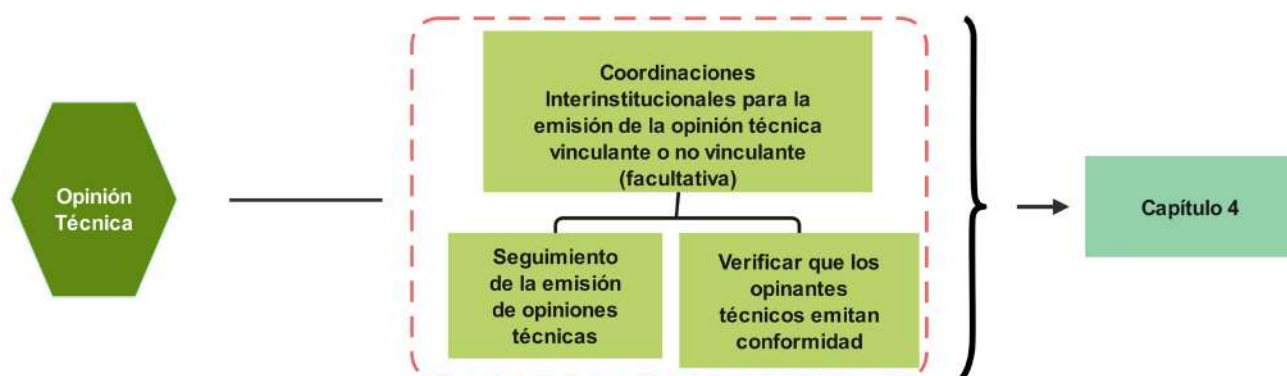 Opinión
Técnica
Coordinaciones
Interinstitucionales para la
emisión de la opinión técnica
vinculante o no vinculante
(facultativa)
Seguimiento
de la emisión
de opiniones
técnicas
Verificar que los
opinantes
técnicos emitan
conformidad
Capítulo 4